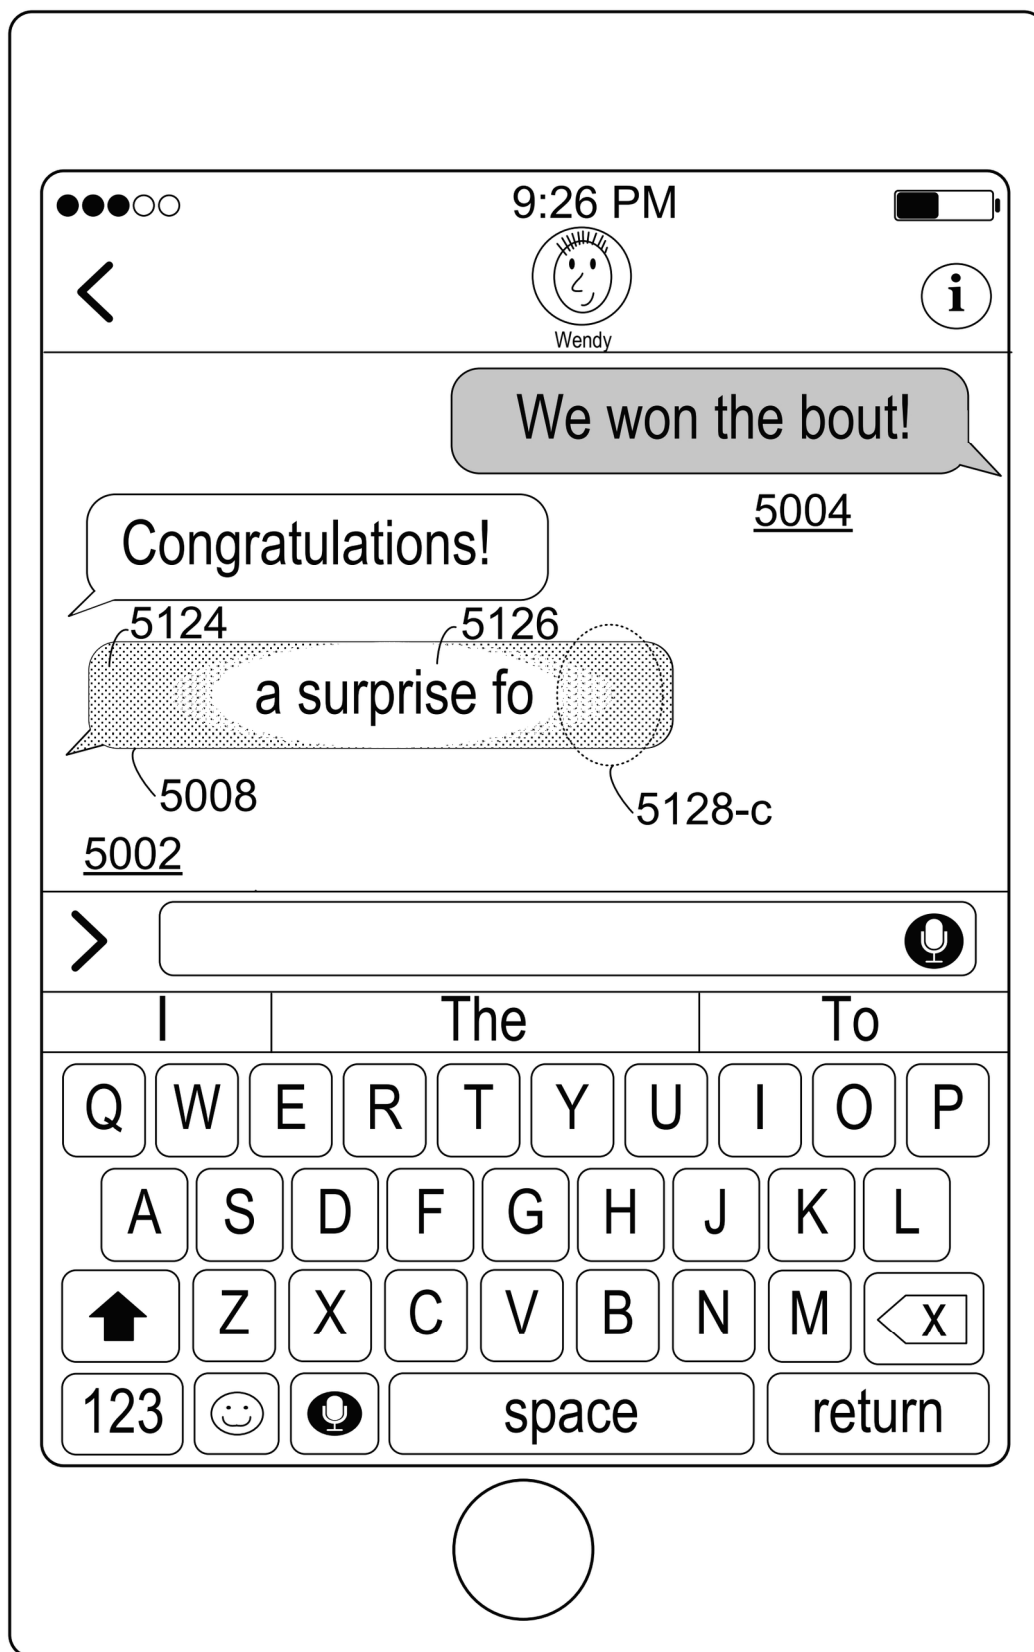 9:26 PM
i
Wendy
We won the bout!
5004
Congratulations!
5124 5126
a surprise fo
5008 5128-c
5002
I The To
Q W E R T Y U I O P
A S D F G H J K L
Z X C V B N M X
123 space return